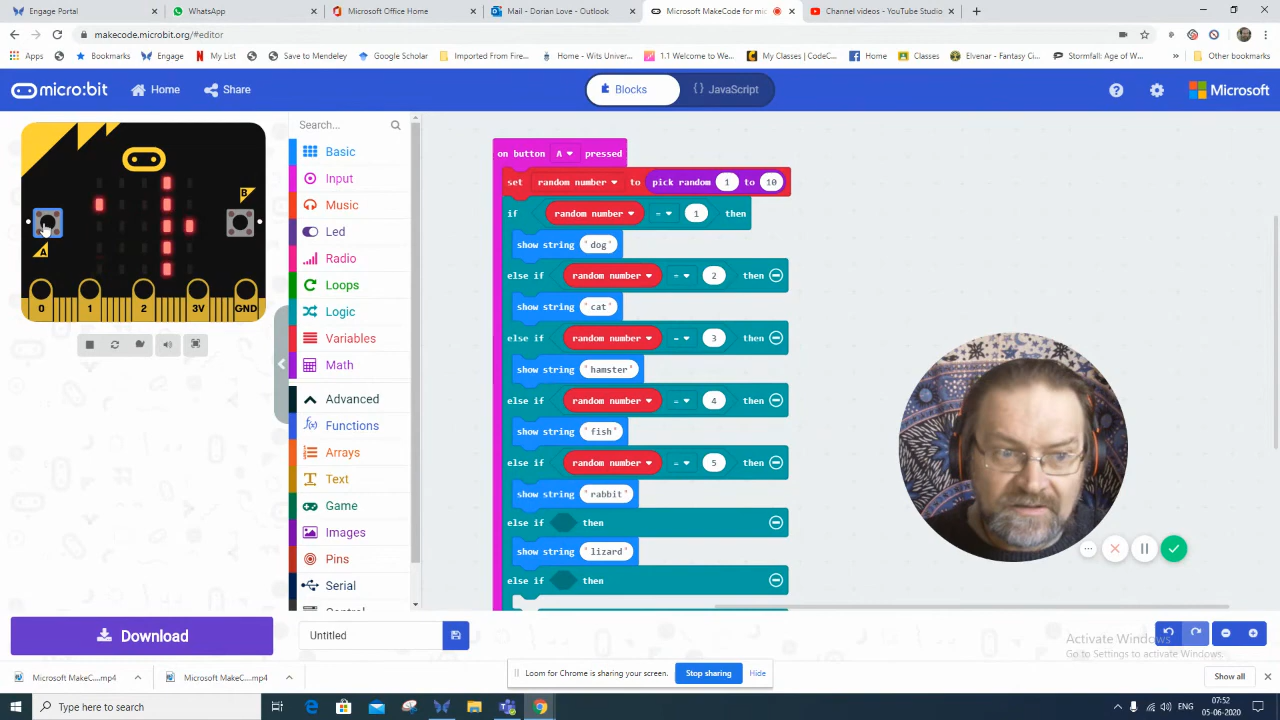 Engage Portal
WhatsApp
Microsoft Office Home
Mail - Dorian Love - Outlook
Microsoft MakeCode for micro:bit
Channel videos - YouTube Studio
makecode.microbit.org/#editor
Apps
Bookmarks
Engage
My List
Save to Mendeley
Google Scholar
Imported From Firef...
Home - Wits Univer...
1.1 Welcome to We...
My Classes | CodeM...
Home
Classes
Elvenar - Fantasy Ci...
Stormfall: Age of W...
Other bookmarks
micro:bit
Home
Share
Blocks
{ } JavaScript
Microsoft
Search...
Basic
Input
Music
Led
Radio
Loops
Logic
Variables
Math
Advanced
Functions
Arrays
Text
Game
Images
Pins
Serial
Control
A
B
0 1 2 3V GND
on button A pressed
set random number to pick random 1 to 10
if random number = 1 then
show string "dog"
else if random number = 2 then
show string "cat"
else if random number = 3 then
show string "hamster"
else if random number = 4 then
show string "fish"
else if random number = 5 then
show string "rabbit"
else if then
show string "lizard"
else if then
Download
Untitled
Activate Windows
Go to Settings to activate Windows.
Microsoft MakeC....mp4
Microsoft MakeC....mp4
Loom for Chrome is sharing your screen.
Stop sharing
Hide
Show all
Type here to search
ENG
07:52
05-06-2020